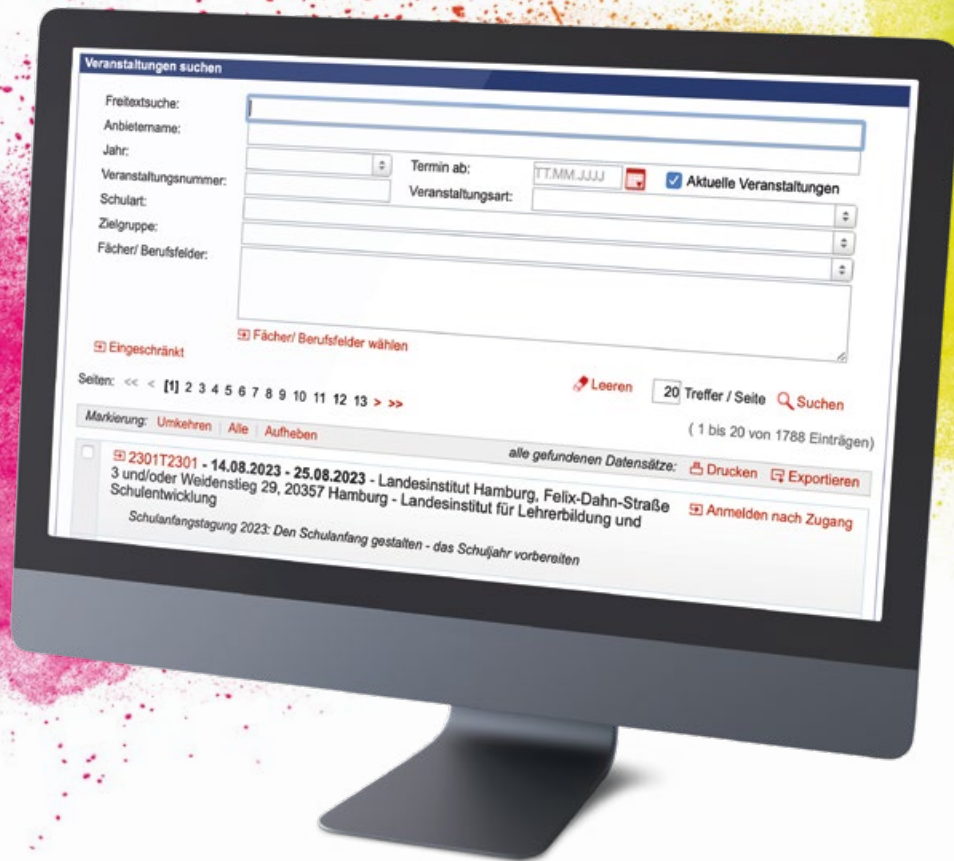 Veranstaltungen suchen
Freitextsuche:
Anbietername:
Jahr: Termin ab: TT.MM.JJJJ Aktuelle Veranstaltungen
Veranstaltungsnummer: Veranstaltungsart:
Schulart:
Zielgruppe:
Fächer/ Berufsfelder:
Fächer/ Berufsfelder wählen
Eingeschränkt
Leeren 20 Treffer / Seite Suchen
Seiten: << < [1] 2 3 4 5 6 7 8 9 10 11 12 13 > >>
( 1 bis 20 von 1788 Einträgen)
Markierung: Umkehren | Alle | Aufheben
alle gefundenen Datensätze: Drucken Exportieren
2301T2301 - 14.08.2023 - 25.08.2023 - Landesinstitut Hamburg, Felix-Dahn-Straße
3 und/oder Weidenstieg 29, 20357 Hamburg - Landesinstitut für Lehrerbildung und
Schulentwicklung
Anmelden nach Zugang
Schulanfangstagung 2023: Den Schulanfang gestalten - das Schuljahr vorbereiten